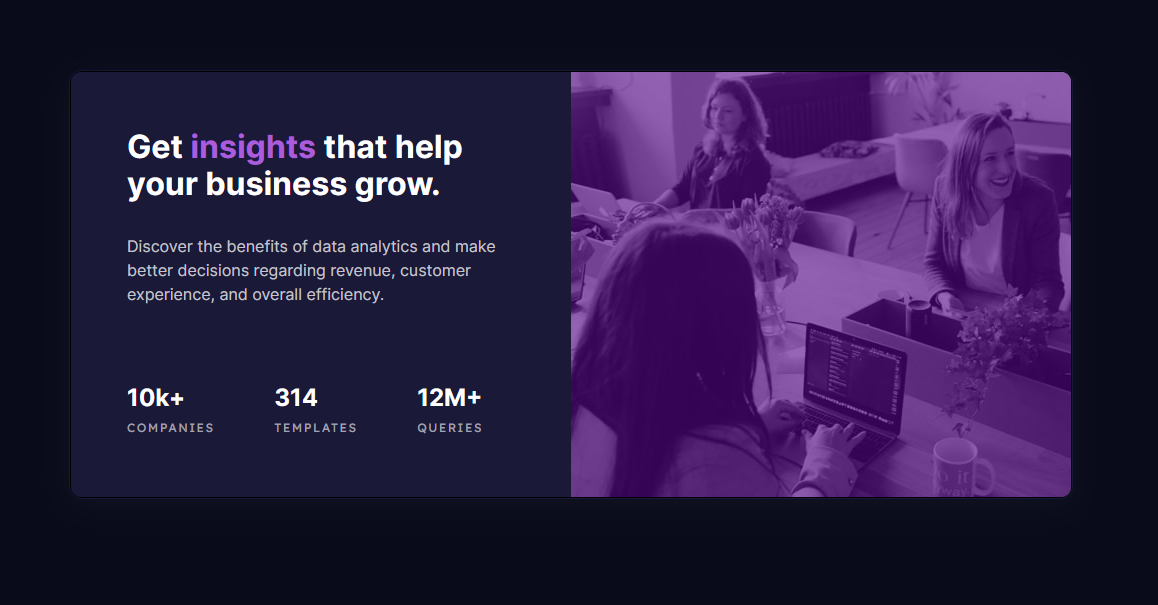 Get insights that help
your business grow.
Discover the benefits of data analytics and make
better decisions regarding revenue, customer
experience, and overall efficiency.
10k+ 314 12M+
COMPANIES TEMPLATES QUERIES